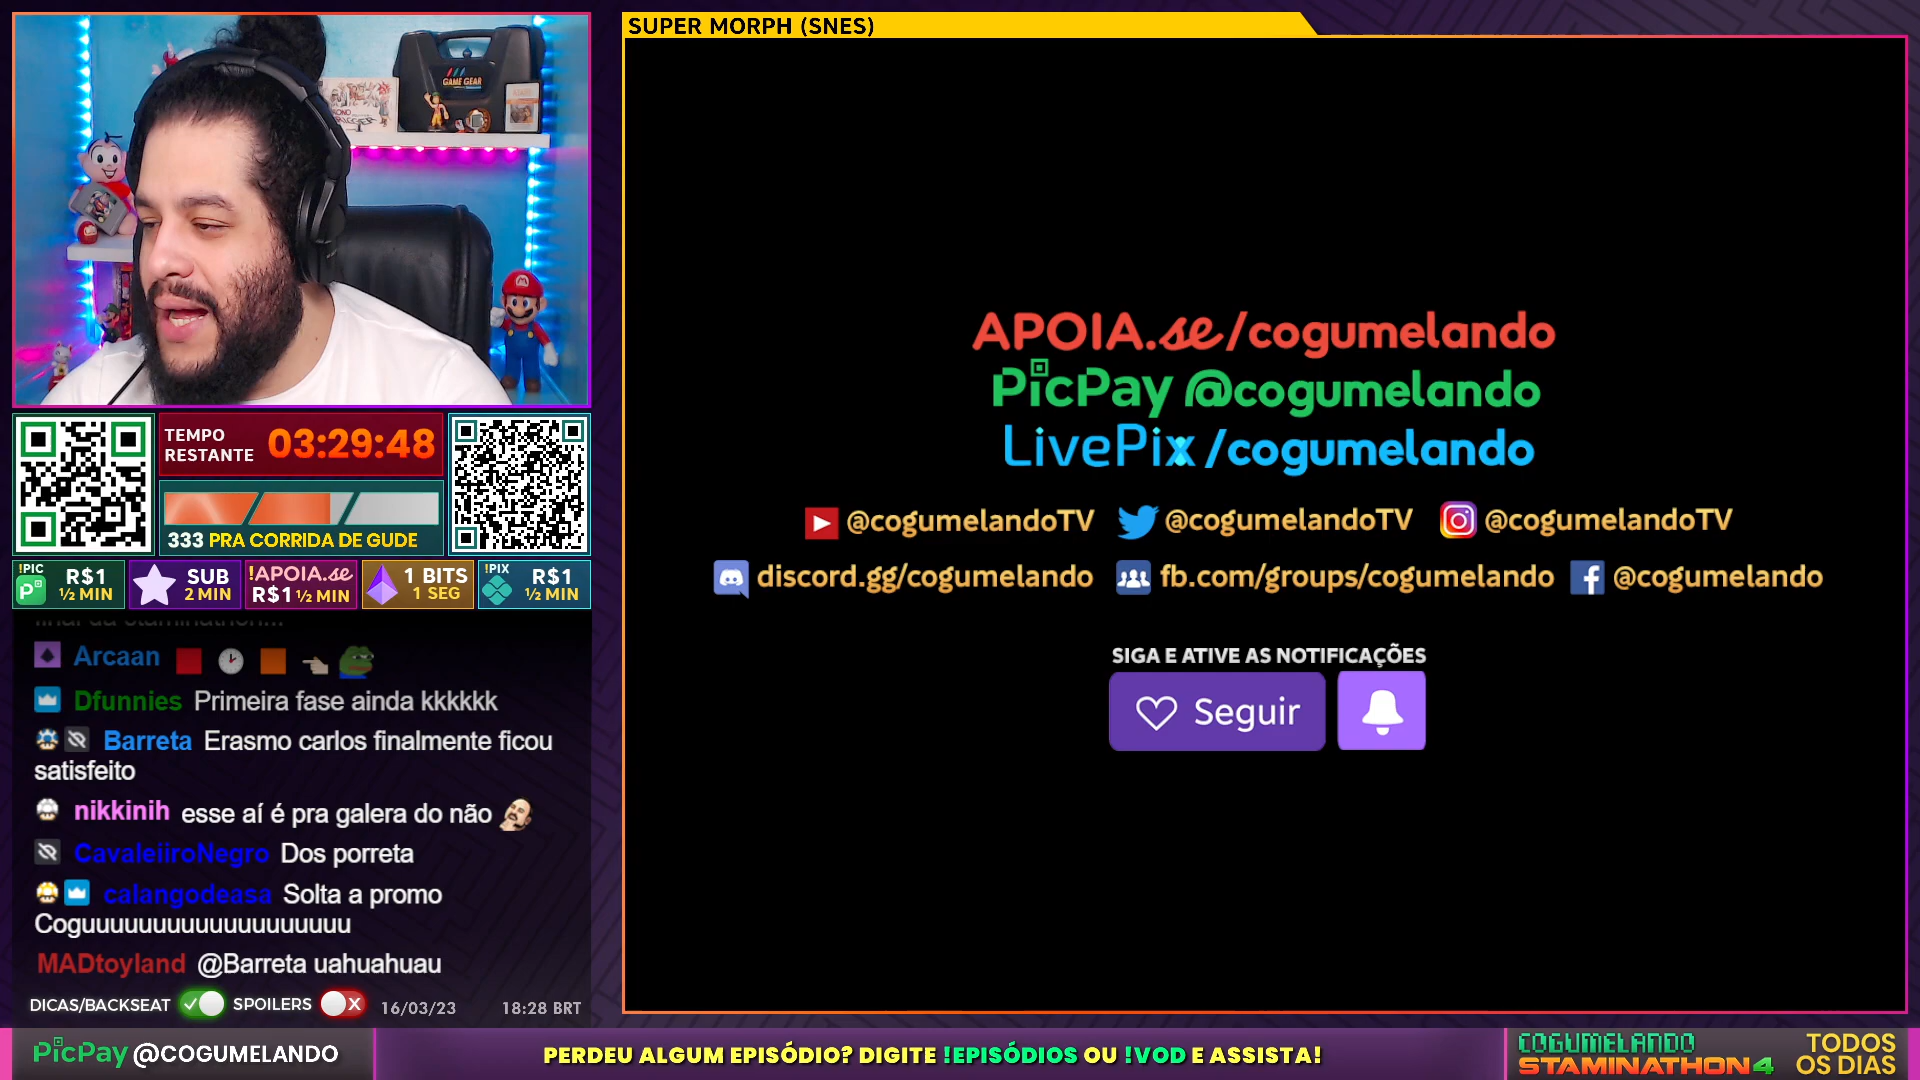 SUPER MORPH (SNES)
GAME GEAR
TEMPO
RESTANTE
03:29:48
333 PRA CORRIDA DE GUDE
!PIC
R$1
½ MIN
SUB
2 MIN
!APOIA.se
R$1 ½ MIN
1 BITS
1 SEG
!PIX
R$1
½ MIN
final da staminathon...
Arcaan
Dfunnies Primeira fase ainda kkkkkk
Barreta Erasmo carlos finalmente ficou
satisfeito
nikkinih esse aí é pra galera do não
CavaleiiroNegro Dos porreta
calangodeasa Solta a promo
Coguuuuuuuuuuuuuuuuuuu
MADtoyland @Barreta uahuahuau
DICAS/BACKSEAT SPOILERS X 16/03/23 18:28 BRT
APOIA.se/cogumelando
PicPay @cogumelando
LivePix /cogumelando
@cogumelandoTV @cogumelandoTV @cogumelandoTV
discord.gg/cogumelando fb.com/groups/cogumelando @cogumelando
SIGA E ATIVE AS NOTIFICAÇÕES
Seguir
PicPay @COGUMELANDO
PERDEU ALGUM EPISÓDIO? DIGITE !EPISÓDIOS OU !VOD E ASSISTA!
COGUMELANDO
STAMINATHON 4
TODOS
OS DIAS